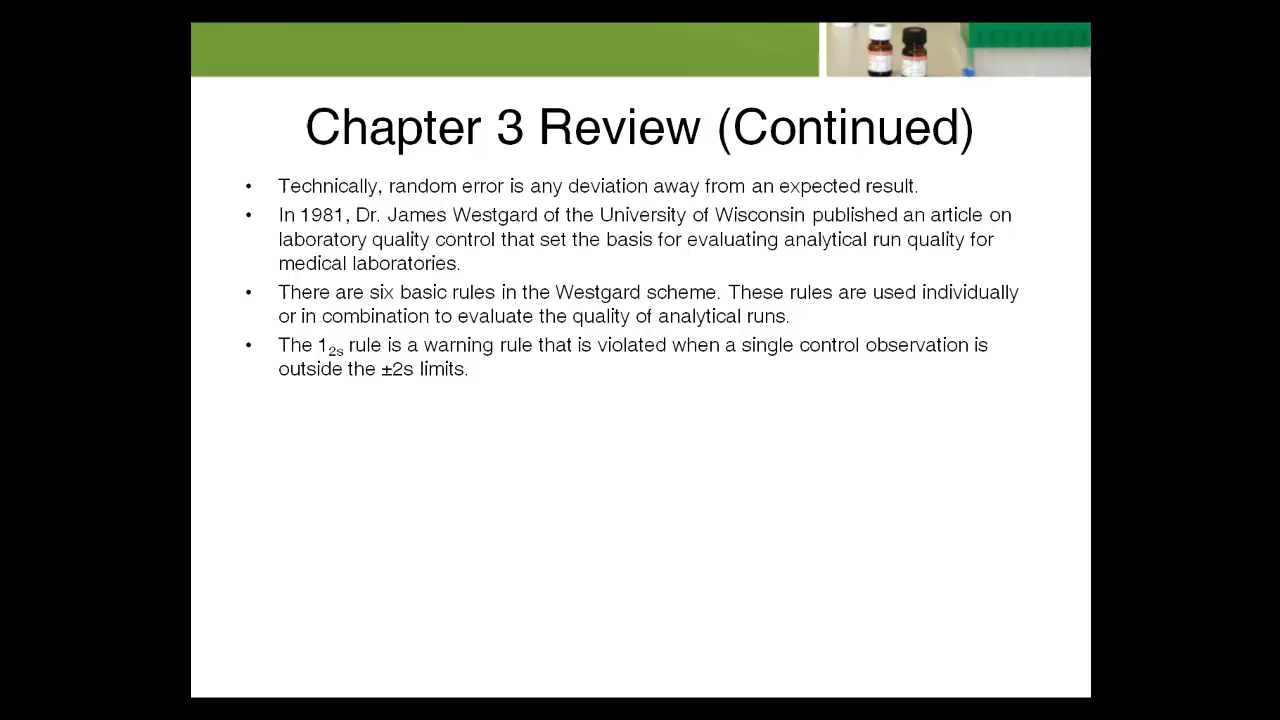 Chapter 3 Review (Continued)
• Technically, random error is any deviation away from an expected result.
• In 1981, Dr. James Westgard of the University of Wisconsin published an article on
laboratory quality control that set the basis for evaluating analytical run quality for
medical laboratories.
• There are six basic rules in the Westgard scheme. These rules are used individually
or in combination to evaluate the quality of analytical runs.
• The 1₂ₛ rule is a warning rule that is violated when a single control observation is
outside the ±2s limits.